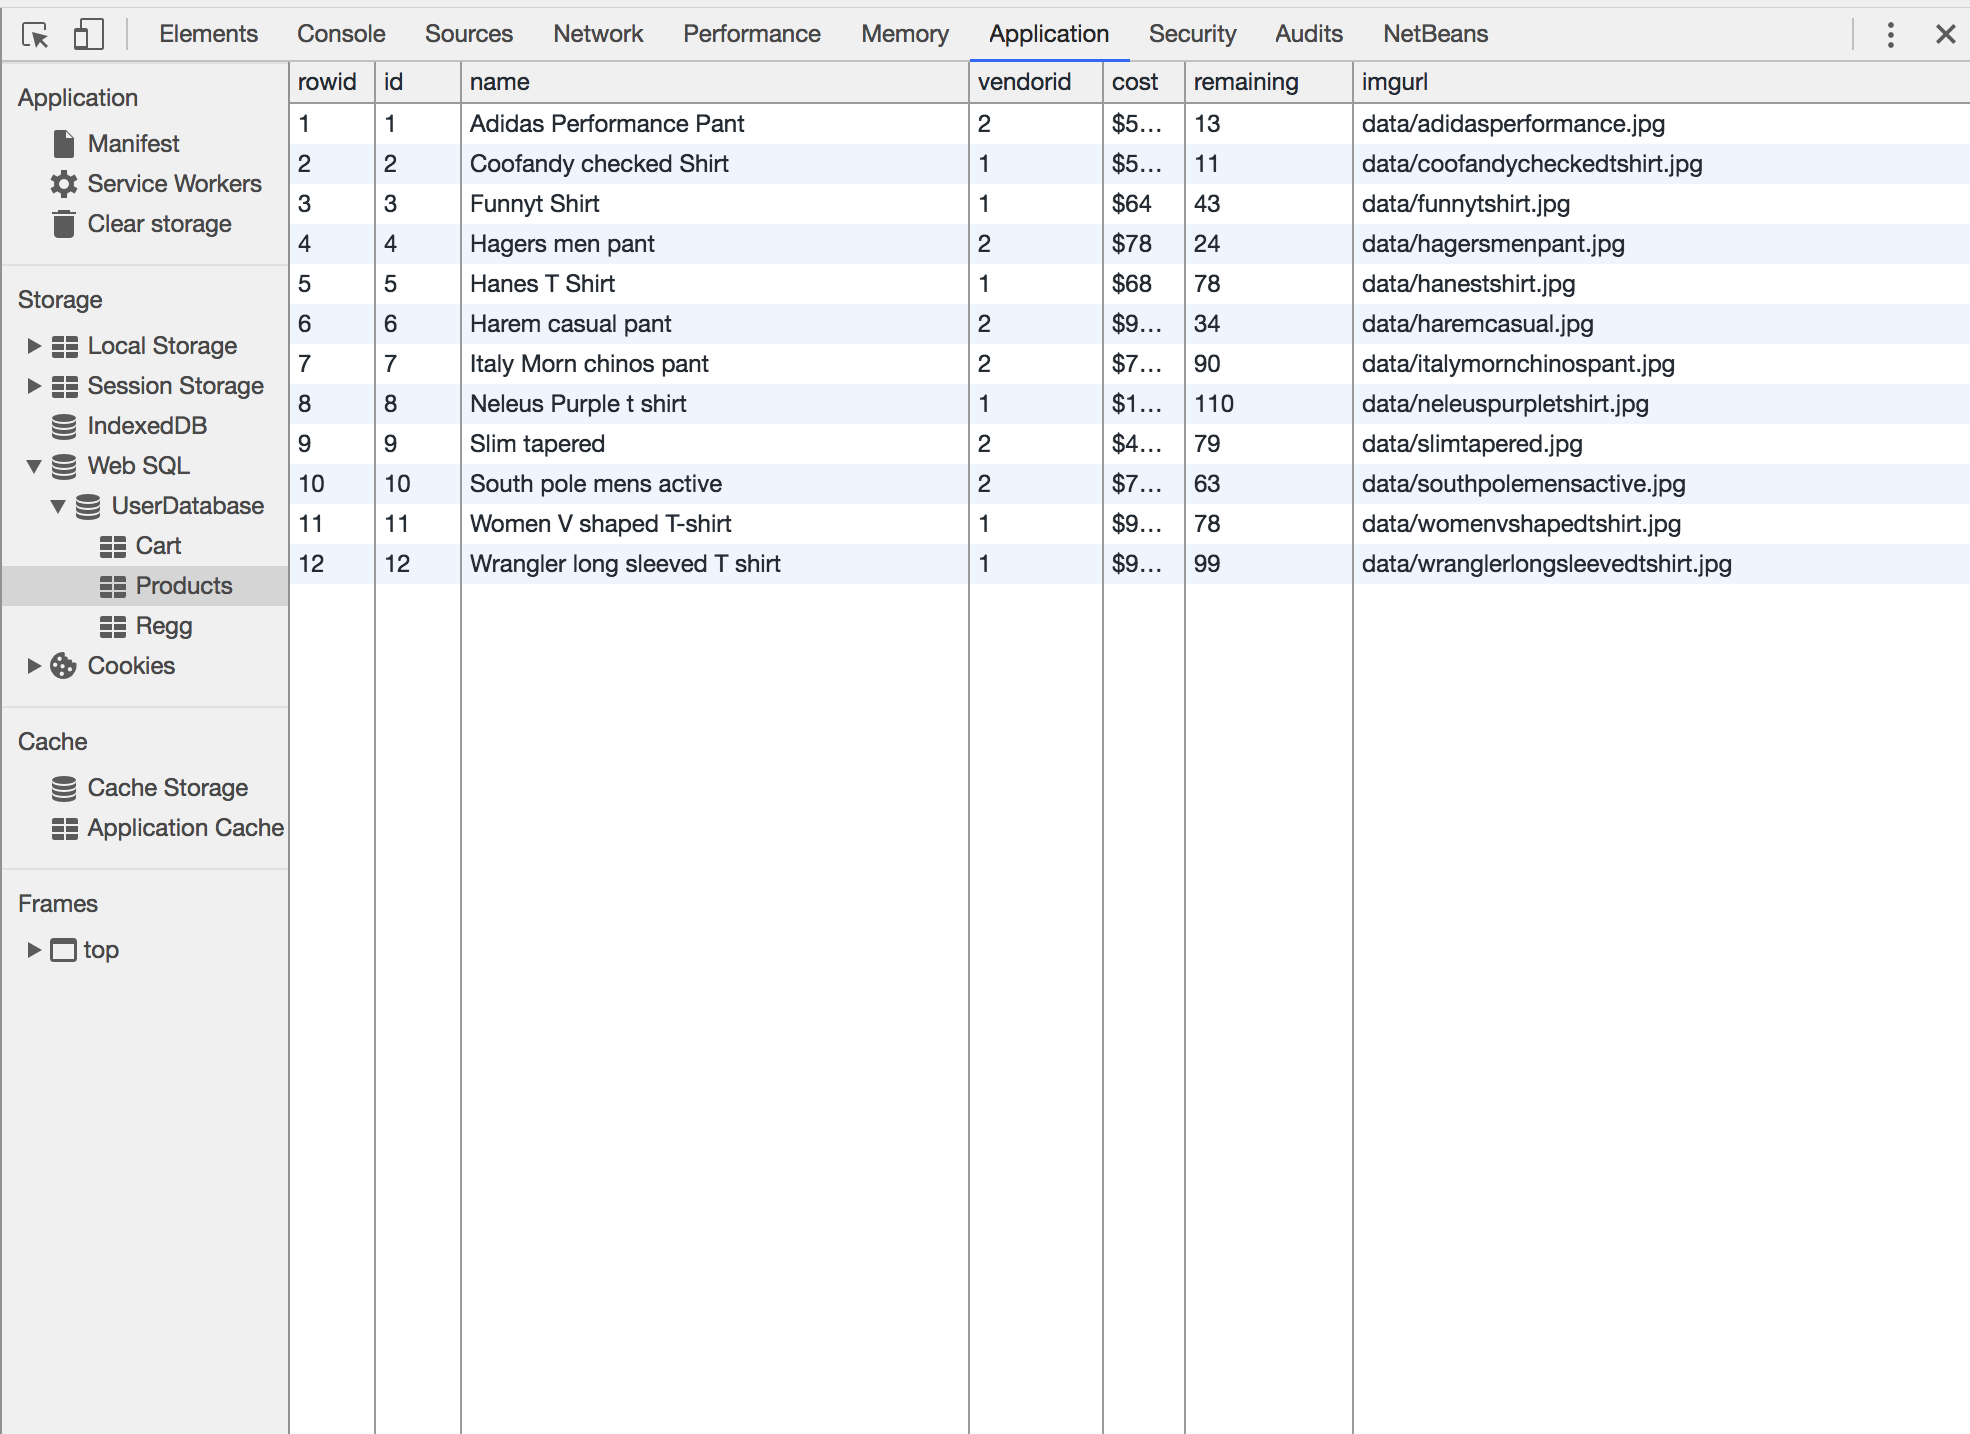 Elements Console Sources Network Performance Memory Application Security Audits NetBeans
Application
Manifest
Service Workers
Clear storage
Storage
Local Storage
Session Storage
IndexedDB
Web SQL
UserDatabase
Cart
Products
Regg
Cookies
Cache
Cache Storage
Application Cache
Frames
top
rowid id name vendorid cost remaining imgurl
1 1 Adidas Performance Pant 2 $5... 13 data/adidasperformance.jpg
2 2 Coofandy checked Shirt 1 $5... 11 data/coofandycheckedtshirt.jpg
3 3 Funnyt Shirt 1 $64 43 data/funnytshirt.jpg
4 4 Hagers men pant 2 $78 24 data/hagersmenpant.jpg
5 5 Hanes T Shirt 1 $68 78 data/hanestshirt.jpg
6 6 Harem casual pant 2 $9... 34 data/haremcasual.jpg
7 7 Italy Morn chinos pant 2 $7... 90 data/italymornchinospant.jpg
8 8 Neleus Purple t shirt 1 $1... 110 data/neleuspurpletshirt.jpg
9 9 Slim tapered 2 $4... 79 data/slimtapered.jpg
10 10 South pole mens active 2 $7... 63 data/southpolemensactive.jpg
11 11 Women V shaped T-shirt 1 $9... 78 data/womenvshapedtshirt.jpg
12 12 Wrangler long sleeved T shirt 1 $9... 99 data/wranglerlongsleevedtshirt.jpg